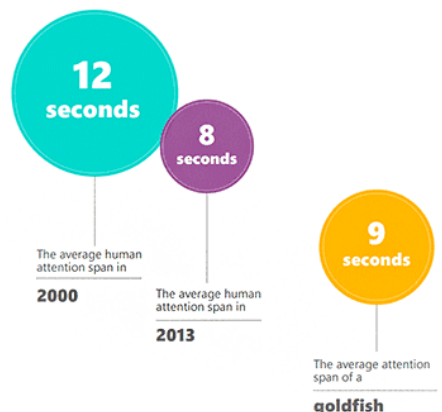 12
seconds
The average human
attention span in
2000
8
seconds
The average human
attention span in
2013
9
seconds
The average attention
span of a
goldfish